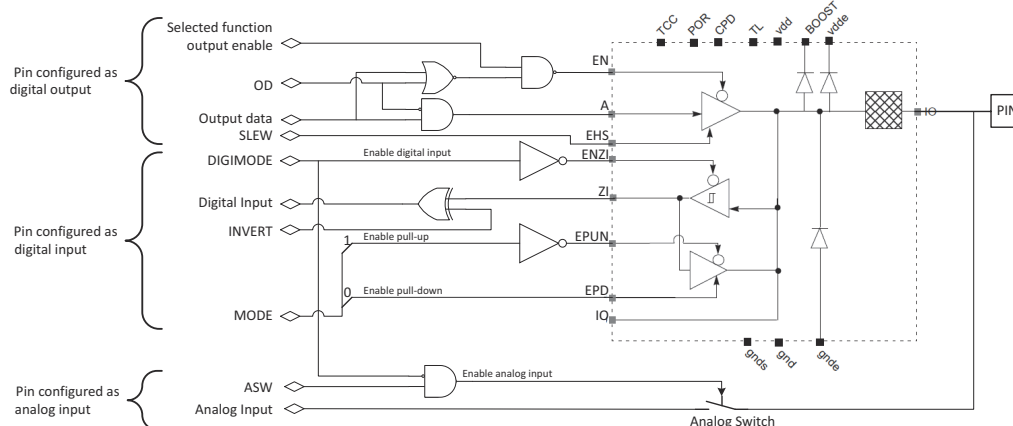 Selected function
output enable
Pin configured as
digital output
OD
Output data
SLEW
DIGIMODE
Enable digital input
Digital Input
INVERT
Pin configured as
digital input
1
Enable pull-up
0
Enable pull-down
MODE
Pin configured as
analog input
ASW
Enable analog input
Analog Input
Analog Switch
TCC
POR
CPD
TL
vdd
BOOST
vdde
EN
A
EHS
ENZI
ZI
EPUN
EPD
IO
IO
PIN
gnds
gnd
gnde